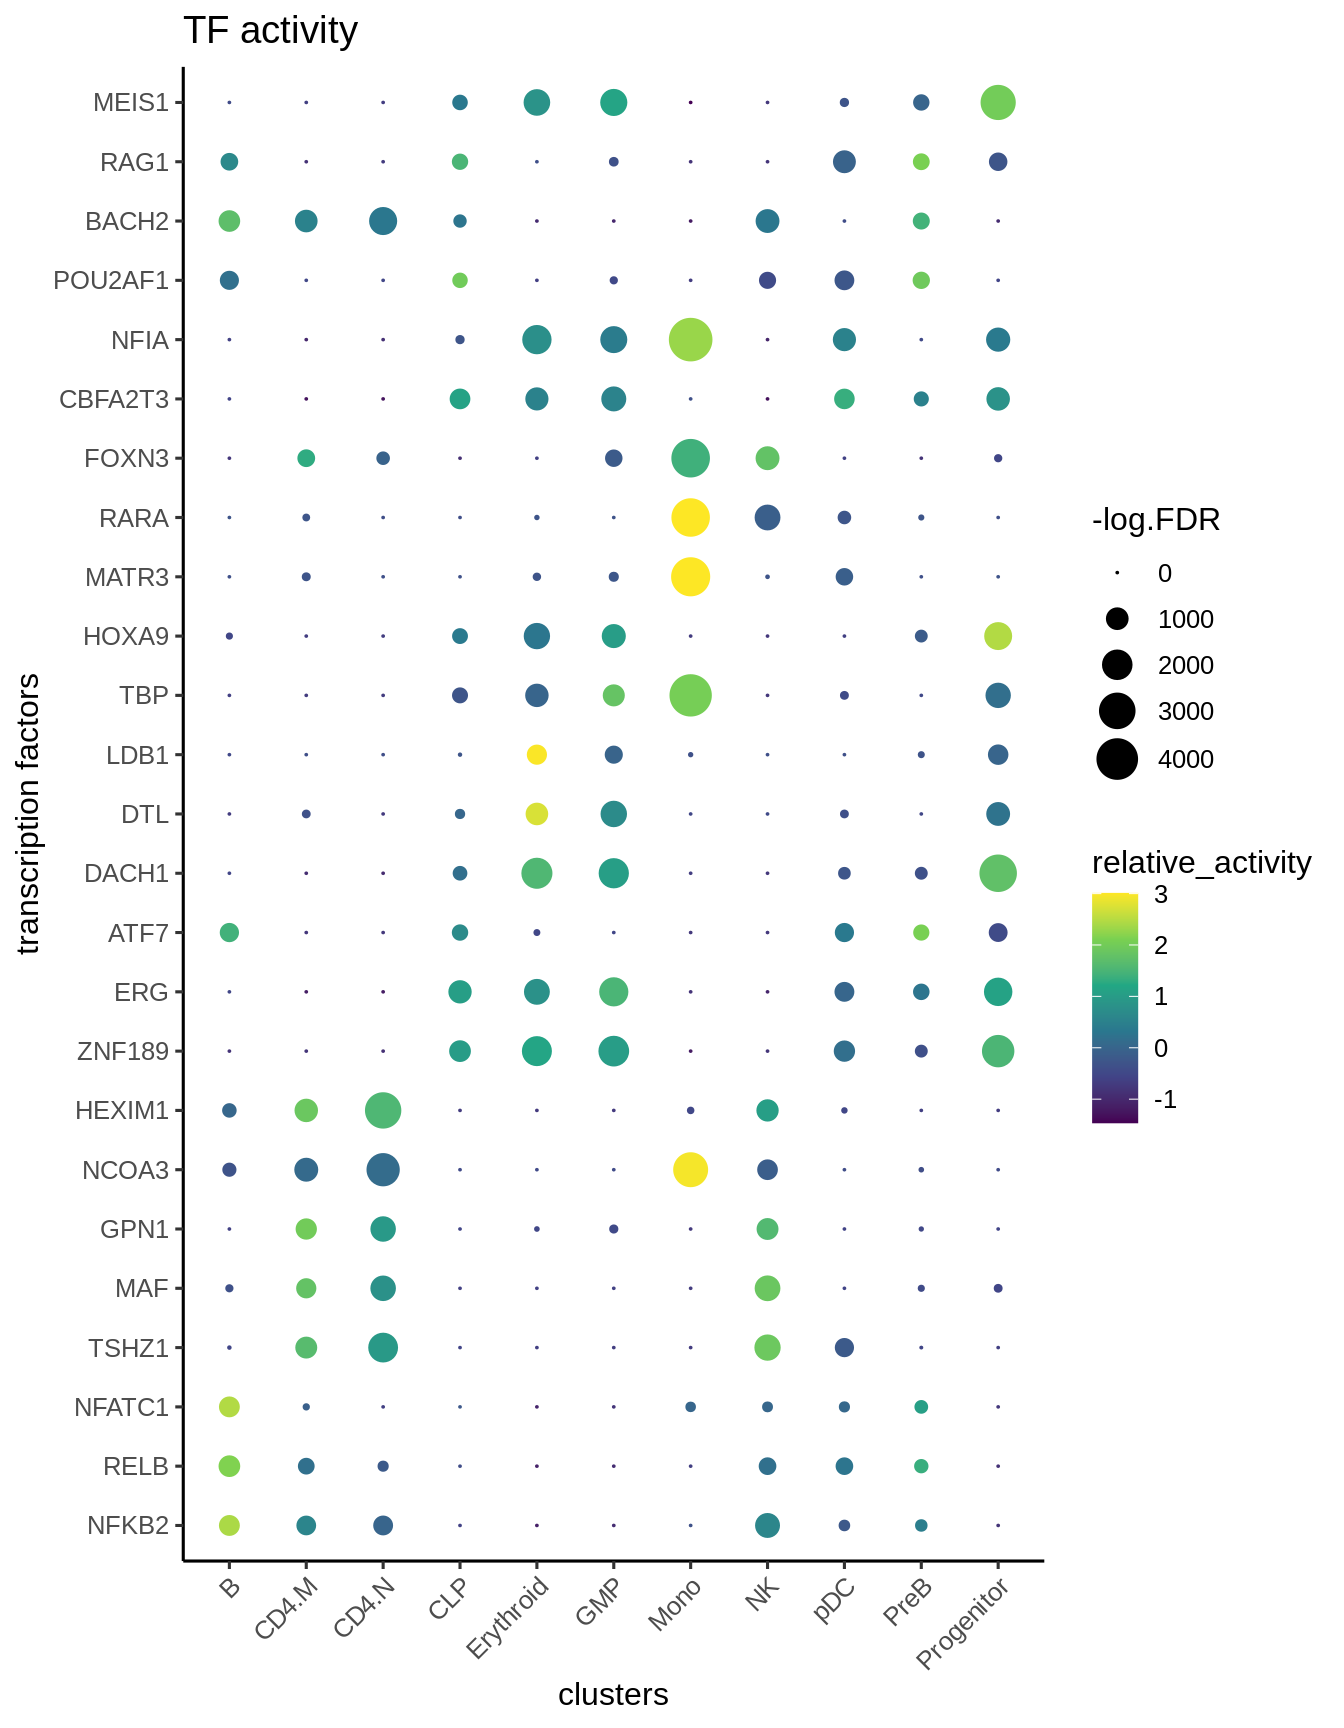 TF activity
MEIS1
RAG1
BACH2
POU2AF1
NFIA
CBFA2T3
FOXN3
RARA
MATR3
HOXA9
TBP
LDB1
DTL
DACH1
ATF7
ERG
ZNF189
HEXIM1
NCOA3
GPN1
MAF
TSHZ1
NFATC1
RELB
NFKB2
transcription factors
B
CD4.M
CD4.N
CLP
Erythroid
GMP
Mono
NK
pDC
PreB
Progenitor
clusters
-log.FDR
0
1000
2000
3000
4000
relative_activity
3
2
1
0
-1